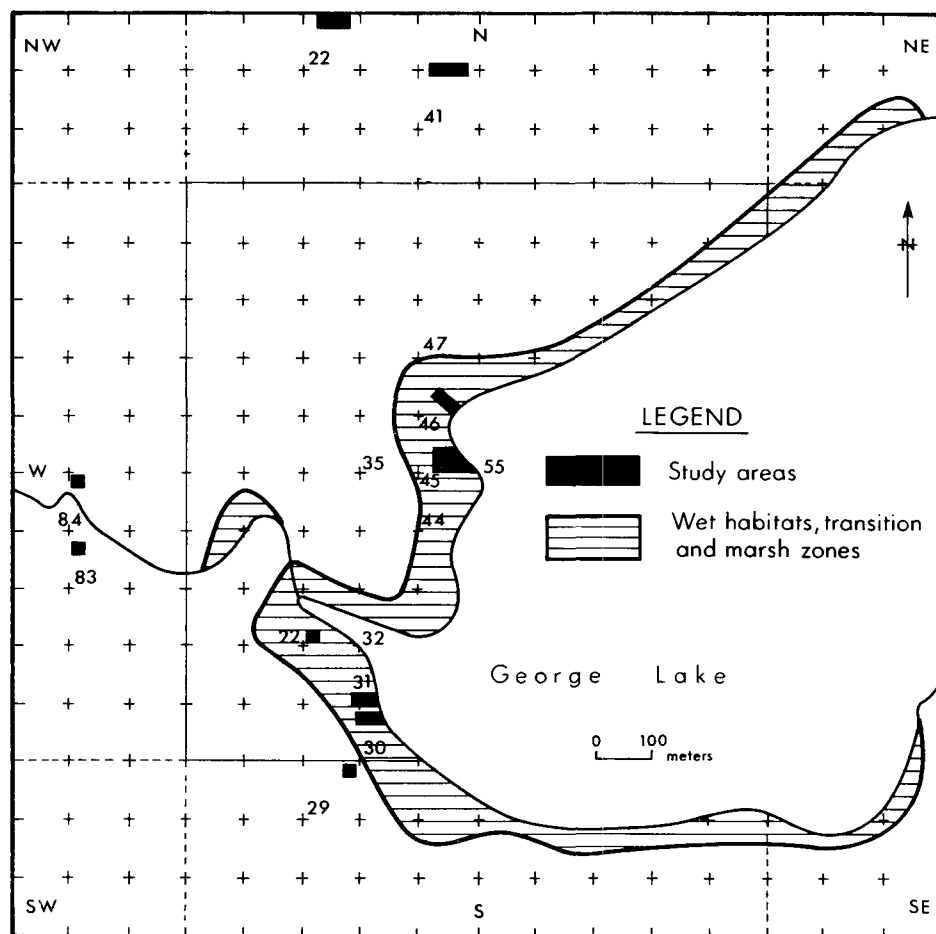 NW
N
NE
22
41
N
47
46
LEGEND
W
35
45
55
Study areas
84
44
Wet habitats, transition
and marsh zones
83
22
32
31
George Lake
0 100 meters
30
29
SW
S
SE